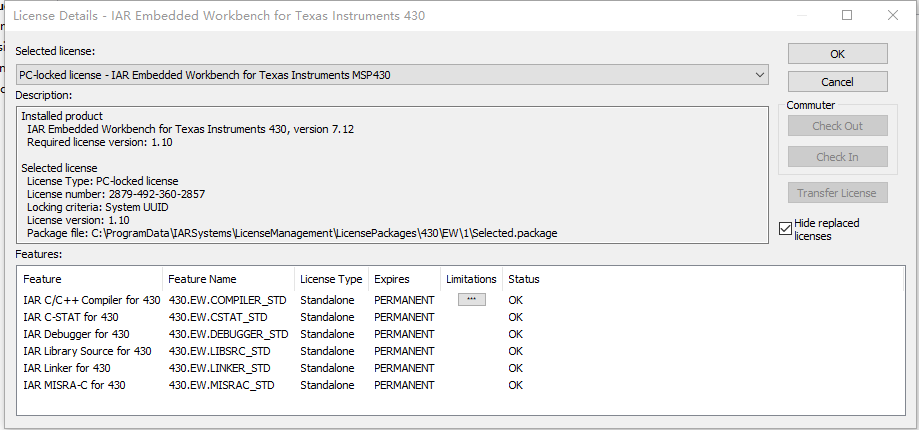 License Details - IAR Embedded Workbench for Texas Instruments 430
Selected license:
PC-locked license - IAR Embedded Workbench for Texas Instruments MSP430
OK
Cancel
Description:
Installed product
IAR Embedded Workbench for Texas Instruments 430, version 7.12
Required license version: 1.10
Selected license
License Type: PC-locked license
License number: 2879-492-360-2857
Locking criteria: System UUID
License version: 1.10
Package file: C:\ProgramData\IARSystems\LicenseManagement\LicensePackages\430\EW\1\Selected.package
Commuter
Check Out
Check In
Transfer License
Hide replaced
licenses
Features:
Feature Feature Name License Type Expires Limitations Status
IAR C/C++ Compiler for 430 430.EW.COMPILER_STD Standalone PERMANENT ... OK
IAR C-STAT for 430 430.EW.CSTAT_STD Standalone PERMANENT OK
IAR Debugger for 430 430.EW.DEBUGGER_STD Standalone PERMANENT OK
IAR Library Source for 430 430.EW.LIBSRC_STD Standalone PERMANENT OK
IAR Linker for 430 430.EW.LINKER_STD Standalone PERMANENT OK
IAR MISRA-C for 430 430.EW.MISRAC_STD Standalone PERMANENT OK